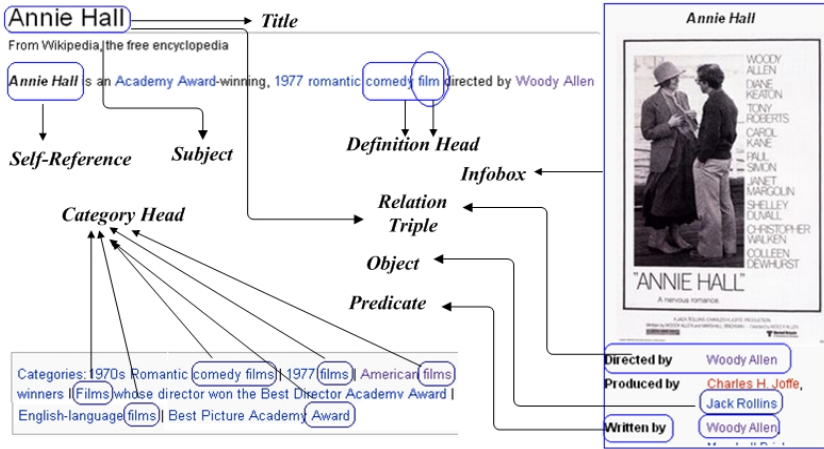 Annie Hall
Title
From Wikipedia, the free encyclopedia
Annie Hall is an Academy Award-winning, 1977 romantic comedy film directed by Woody Allen
Self-Reference
Subject
Definition Head
Infobox
Category Head
Relation
Triple
Object
Predicate
Categories: 1970s Romantic comedy films | 1977 films | American films
winners | Films whose director won the Best Director Academy Award |
English-language films | Best Picture Academy Award
Annie Hall
WOODY
ALLEN
DIANE
KEATON
TONY
ROBERTS
CAROL
KANE
PAUL
SIMON
JANET
MARGOLIN
SHELLEY
DUVALL
CHRISTOPHER
WALKEN
COLLEEN
DEWHURST
"ANNIE HALL"
A nervous romance.
Directed by Woody Allen
Produced by Charles H. Joffe,
Jack Rollins
Written by Woody Allen,